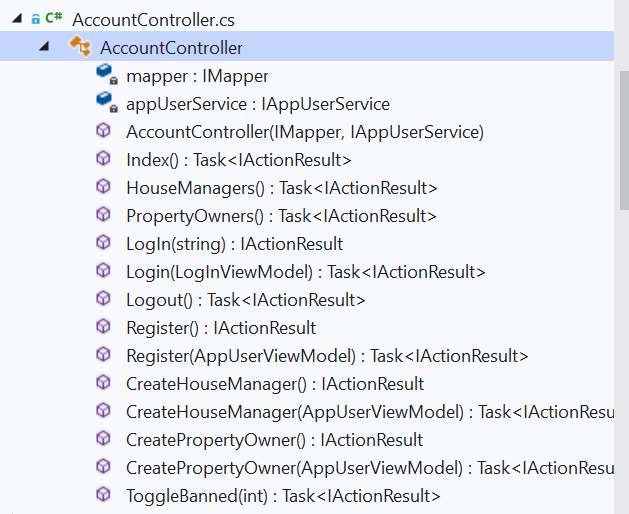 C# AccountController.cs
AccountController
mapper : IMapper
appUserService : IAppUserService
AccountController(IMapper, IAppUserService)
Index() : Task<IActionResult>
HouseManagers() : Task<IActionResult>
PropertyOwners() : Task<IActionResult>
LogIn(string) : IActionResult
Login(LogInViewModel) : Task<IActionResult>
Logout() : Task<IActionResult>
Register() : IActionResult
Register(AppUserViewModel) : Task<IActionResult>
CreateHouseManager() : IActionResult
CreateHouseManager(AppUserViewModel) : Task<IActionResu
CreatePropertyOwner() : IActionResult
CreatePropertyOwner(AppUserViewModel) : Task<IActionResu
ToggleBanned(int) : Task<IActionResult>